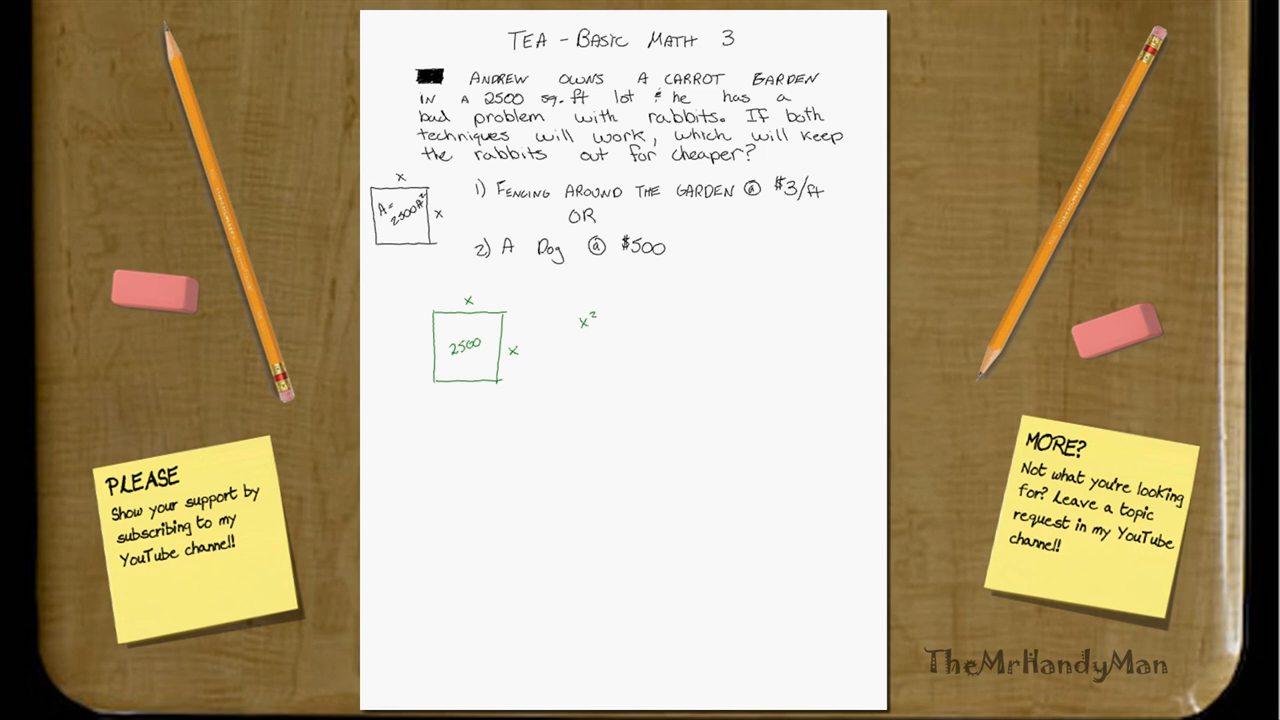 TEA - BASIC MATH 3
ANDREW OWNS A CARROT GARDEN
IN A 2500 sq. ft lot & he has a
bad problem with rabbits. If both
techniques will work, which will keep
the rabbits out for cheaper?
x
A =
2500 ft²
x
1) FENCING AROUND THE GARDEN @ $3/ft
OR
2) A Dog @ $500
x
2500
x
x²
PLEASE
Show your support by
subscribing to my
YouTube channel!
MORE?
Not what you're looking
for? Leave a topic
request in my YouTube
channel!
TheMrHandyMan